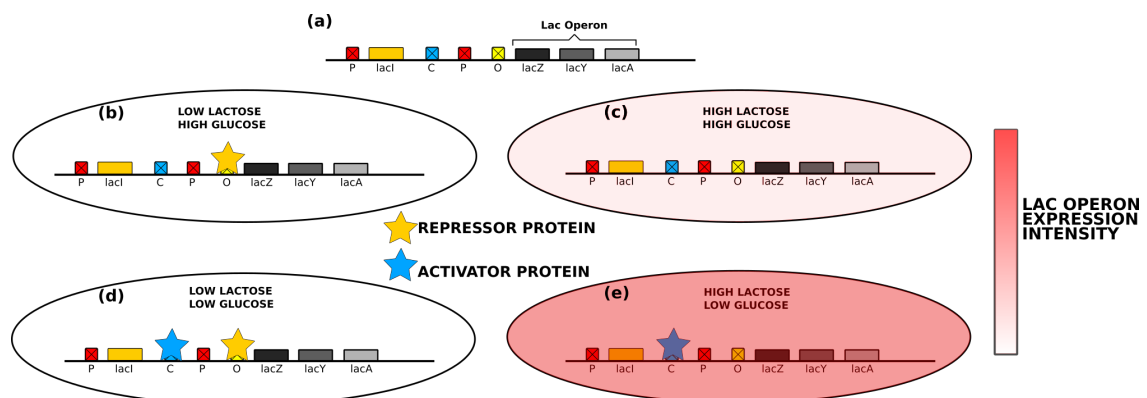 (a)
Lac Operon
P lacI C P O lacZ lacY lacA
(b)
LOW LACTOSE
HIGH GLUCOSE
P lacI C P O lacZ lacY lacA
(c)
HIGH LACTOSE
HIGH GLUCOSE
P lacI C P O lacZ lacY lacA
REPRESSOR PROTEIN
ACTIVATOR PROTEIN
LAC OPERON
EXPRESSION
INTENSITY
(d)
LOW LACTOSE
LOW GLUCOSE
P lacI C P O lacZ lacY lacA
(e)
HIGH LACTOSE
LOW GLUCOSE
P lacI C P O lacZ lacY lacA